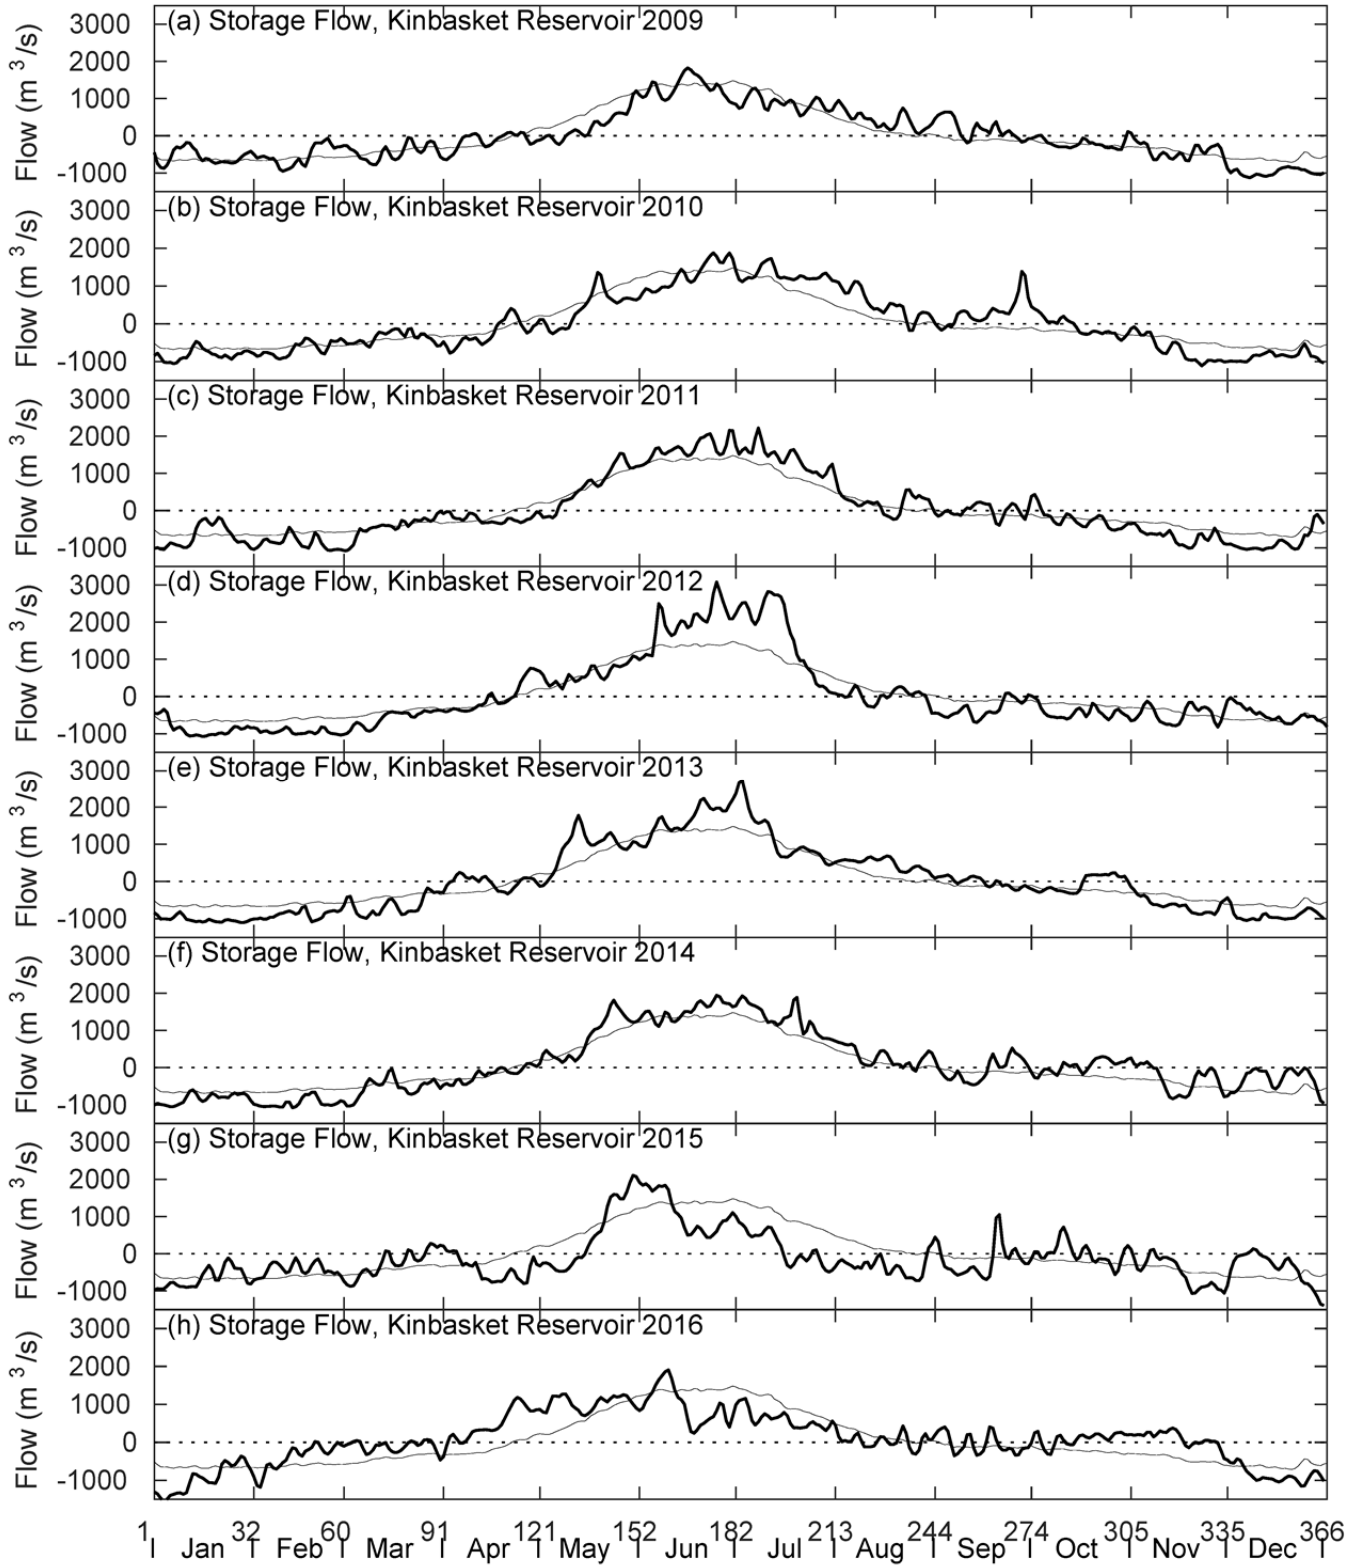 (a) Storage Flow, Kinbasket Reservoir 2009
Flow (m ³/s)
3000
2000
1000
0
-1000
(b) Storage Flow, Kinbasket Reservoir 2010
Flow (m ³/s)
3000
2000
1000
0
-1000
(c) Storage Flow, Kinbasket Reservoir 2011
Flow (m ³/s)
3000
2000
1000
0
-1000
(d) Storage Flow, Kinbasket Reservoir 2012
Flow (m ³/s)
3000
2000
1000
0
-1000
(e) Storage Flow, Kinbasket Reservoir 2013
Flow (m ³/s)
3000
2000
1000
0
-1000
(f) Storage Flow, Kinbasket Reservoir 2014
Flow (m ³/s)
3000
2000
1000
0
-1000
(g) Storage Flow, Kinbasket Reservoir 2015
Flow (m ³/s)
3000
2000
1000
0
-1000
(h) Storage Flow, Kinbasket Reservoir 2016
Flow (m ³/s)
3000
2000
1000
0
-1000
1 32 60 91 121 152 182 213 244 274 305 335 366
Jan Feb Mar Apr May Jun Jul Aug Sep Oct Nov Dec